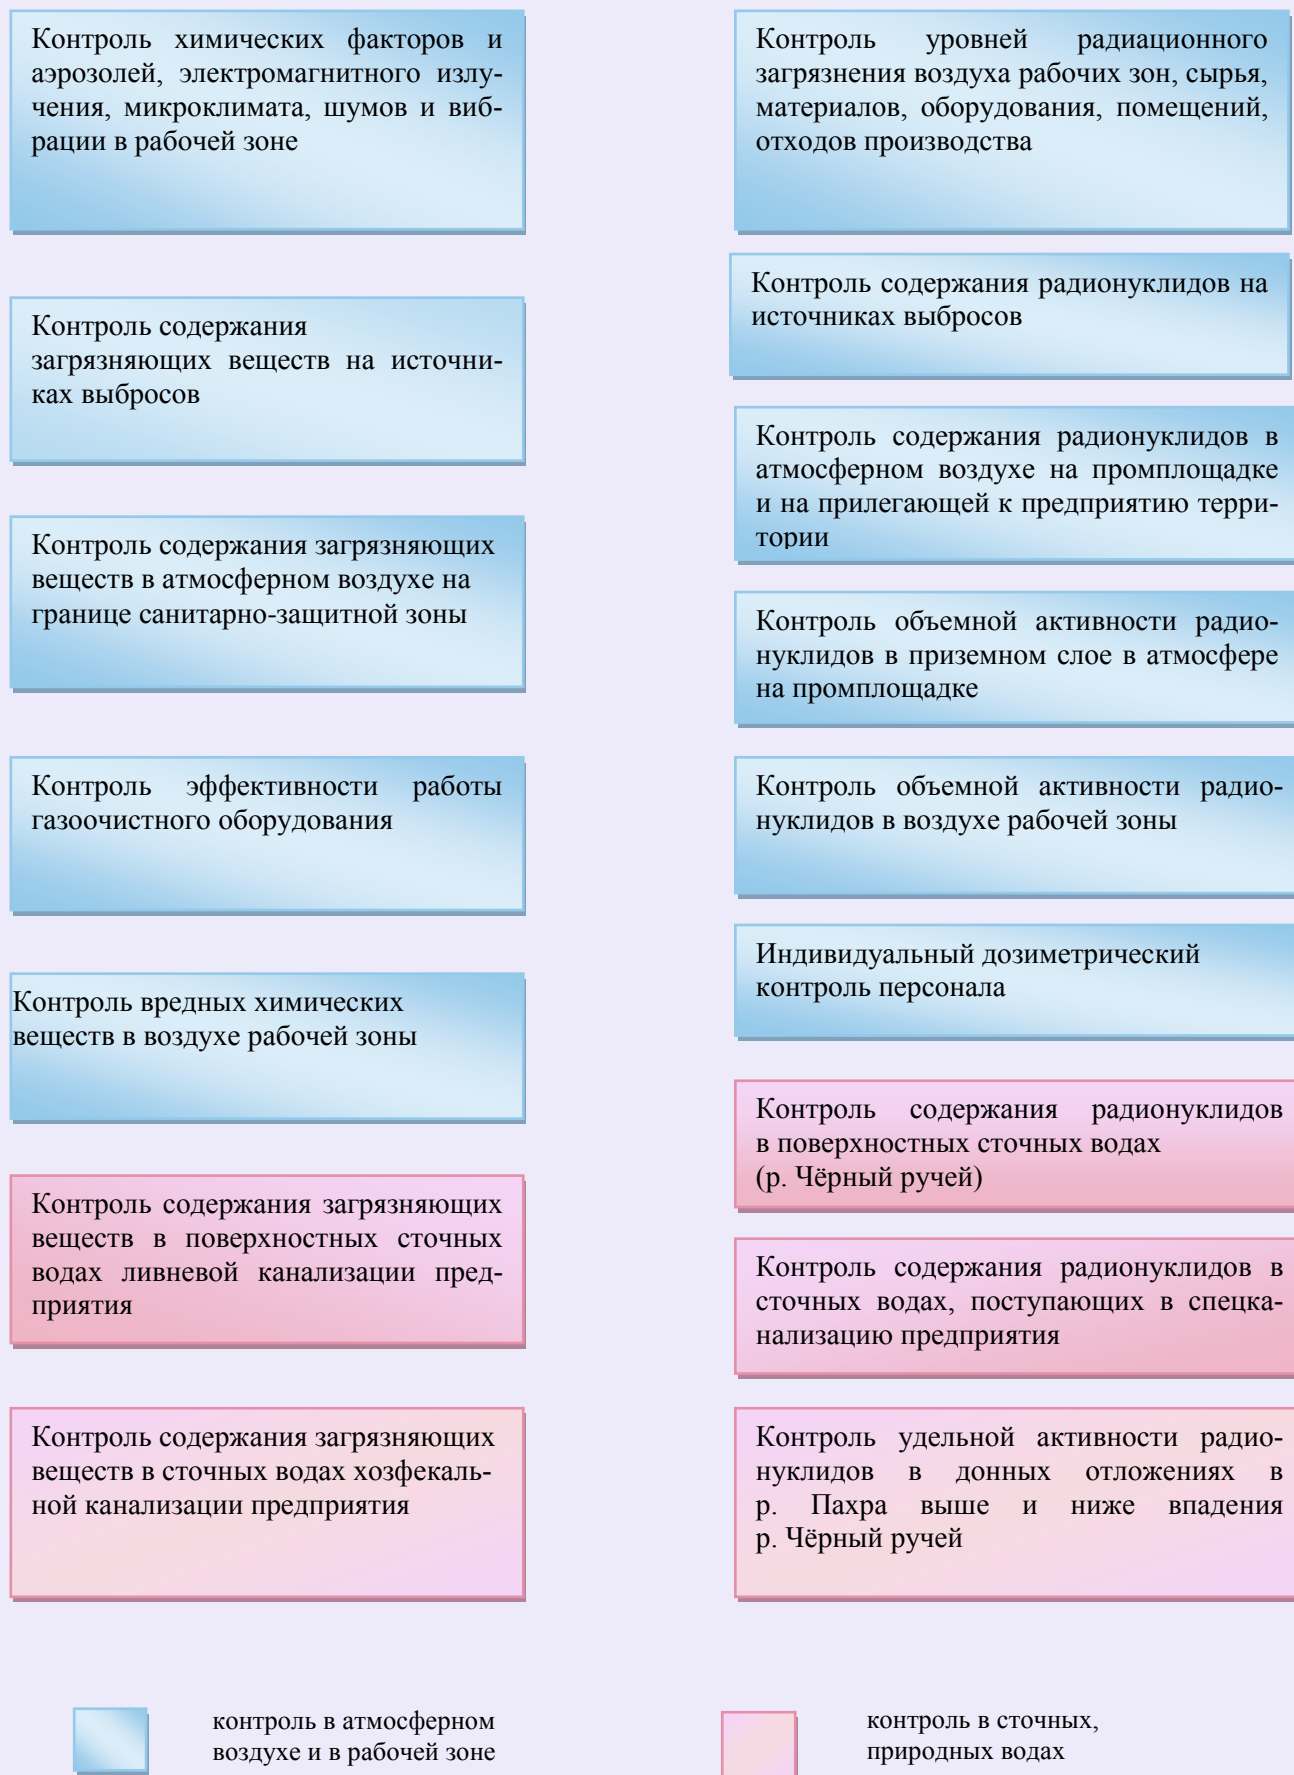 Контроль химических факторов и
аэрозолей, электромагнитного излу-
чения, микроклимата, шумов и виб-
рации в рабочей зоне
Контроль содержания
загрязняющих веществ на источни-
ках выбросов
Контроль содержания загрязняющих
веществ в атмосферном воздухе на
границе санитарно-защитной зоны
Контроль эффективности работы
газоочистного оборудования
Контроль вредных химических
веществ в воздухе рабочей зоны
Контроль содержания загрязняющих
веществ в поверхностных сточных
водах ливневой канализации пред-
приятия
Контроль содержания загрязняющих
веществ в сточных водах хозфекаль-
ной канализации предприятия
Контроль уровней радиационного
загрязнения воздуха рабочих зон, сырья,
материалов, оборудования, помещений,
отходов производства
Контроль содержания радионуклидов на
источниках выбросов
Контроль содержания радионуклидов в
атмосферном воздухе на промплощадке
и на прилегающей к предприятию терри-
тории
Контроль объемной активности радио-
нуклидов в приземном слое в атмосфере
на промплощадке
Контроль объемной активности радио-
нуклидов в воздухе рабочей зоны
Индивидуальный дозиметрический
контроль персонала
Контроль содержания радионуклидов
в поверхностных сточных водах
(р. Чёрный ручей)
Контроль содержания радионуклидов в
сточных водах, поступающих в спецка-
нализацию предприятия
Контроль удельной активности радио-
нуклидов в донных отложениях в
р. Пахра выше и ниже впадения
р. Чёрный ручей
контроль в атмосферном
воздухе и в рабочей зоне
контроль в сточных,
природных водах